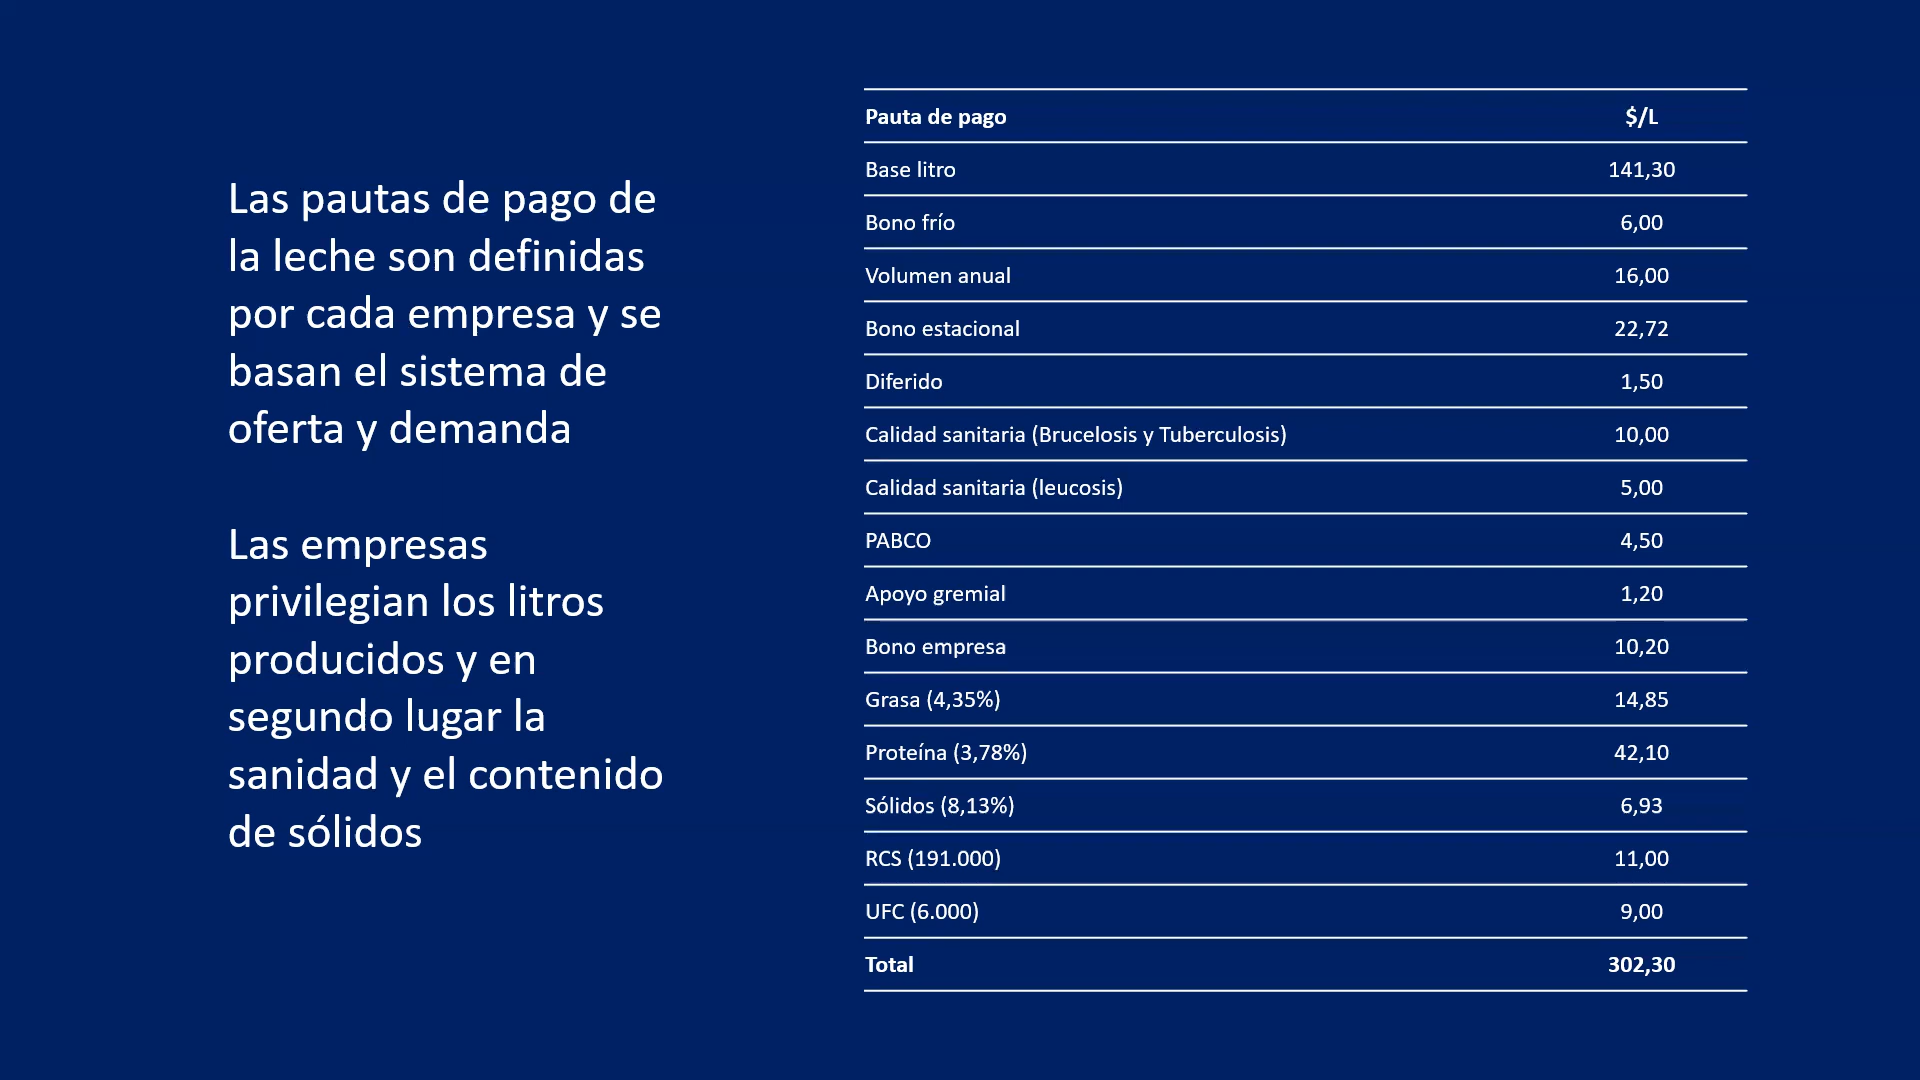 Las pautas de pago de
la leche son definidas
por cada empresa y se
basan el sistema de
oferta y demanda
Las empresas
privilegian los litros
producidos y en
segundo lugar la
sanidad y el contenido
de sólidos
Pauta de pago $/L
Base litro 141,30
Bono frío 6,00
Volumen anual 16,00
Bono estacional 22,72
Diferido 1,50
Calidad sanitaria (Brucelosis y Tuberculosis) 10,00
Calidad sanitaria (leucosis) 5,00
PABCO 4,50
Apoyo gremial 1,20
Bono empresa 10,20
Grasa (4,35%) 14,85
Proteína (3,78%) 42,10
Sólidos (8,13%) 6,93
RCS (191.000) 11,00
UFC (6.000) 9,00
Total 302,30